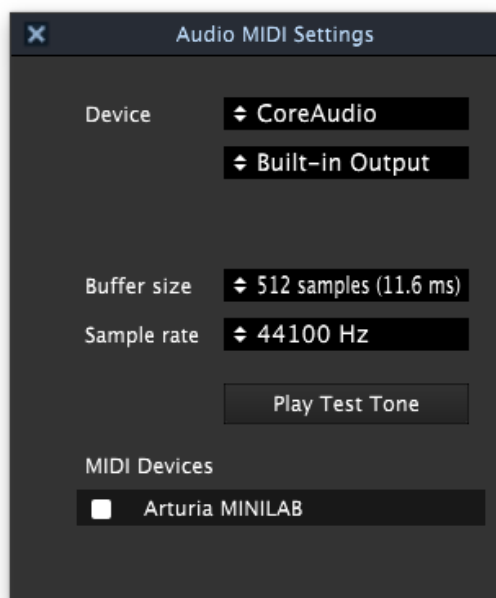 Audio MIDI Settings
Device
CoreAudio
Built-in Output
Buffer size
512 samples (11.6 ms)
Sample rate
44100 Hz
Play Test Tone
MIDI Devices
Arturia MINILAB